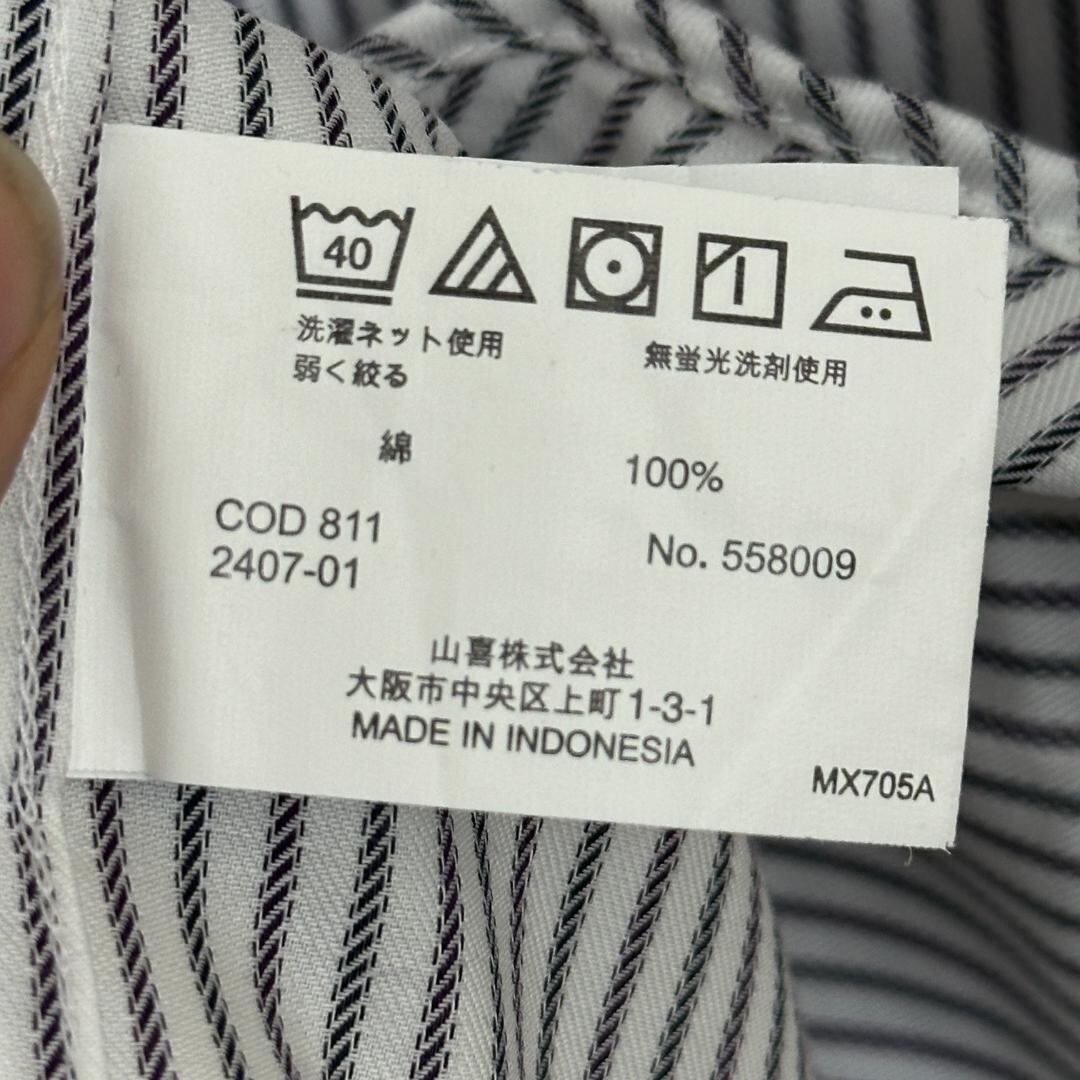 40
洗濯ネット使用
弱く絞る
無蛍光洗剤使用
綿 100%
COD 811
2407-01
No. 558009
山喜株式会社
大阪市中央区上町1-3-1
MADE IN INDONESIA
MX705A